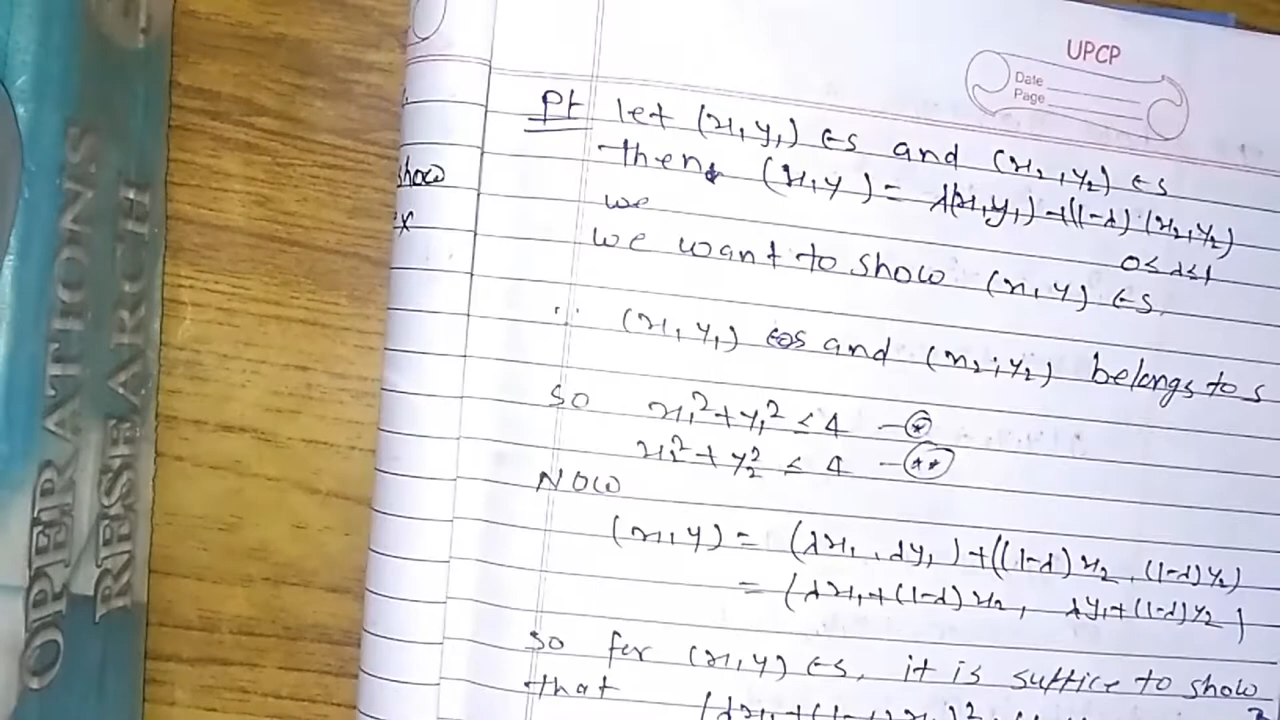 OPERATIONS
RESEARCH
UPCP
Date
Page
show
x
Pf let (x1, y1) ∈ S and (x2, y2) ∈ S
then (x, y) = λ(x1, y1) + (1-λ) (x2, y2)
we
0≤λ≤1
we want to show (x, y) ∈ S.
∵ (x1, y1) ∈ S and (x2, y2) belongs to S
So x1² + y1² ≤ 4 - (*)
x2² + y2² ≤ 4 - (**)
Now
(x, y) = (λx1, λy1) + ((1-λ)x2, (1-λ)y2)
= (λx1 + (1-λ)x2, λy1 + (1-λ)y2)
So for (x, y) ∈ S, it is suffice to show
that